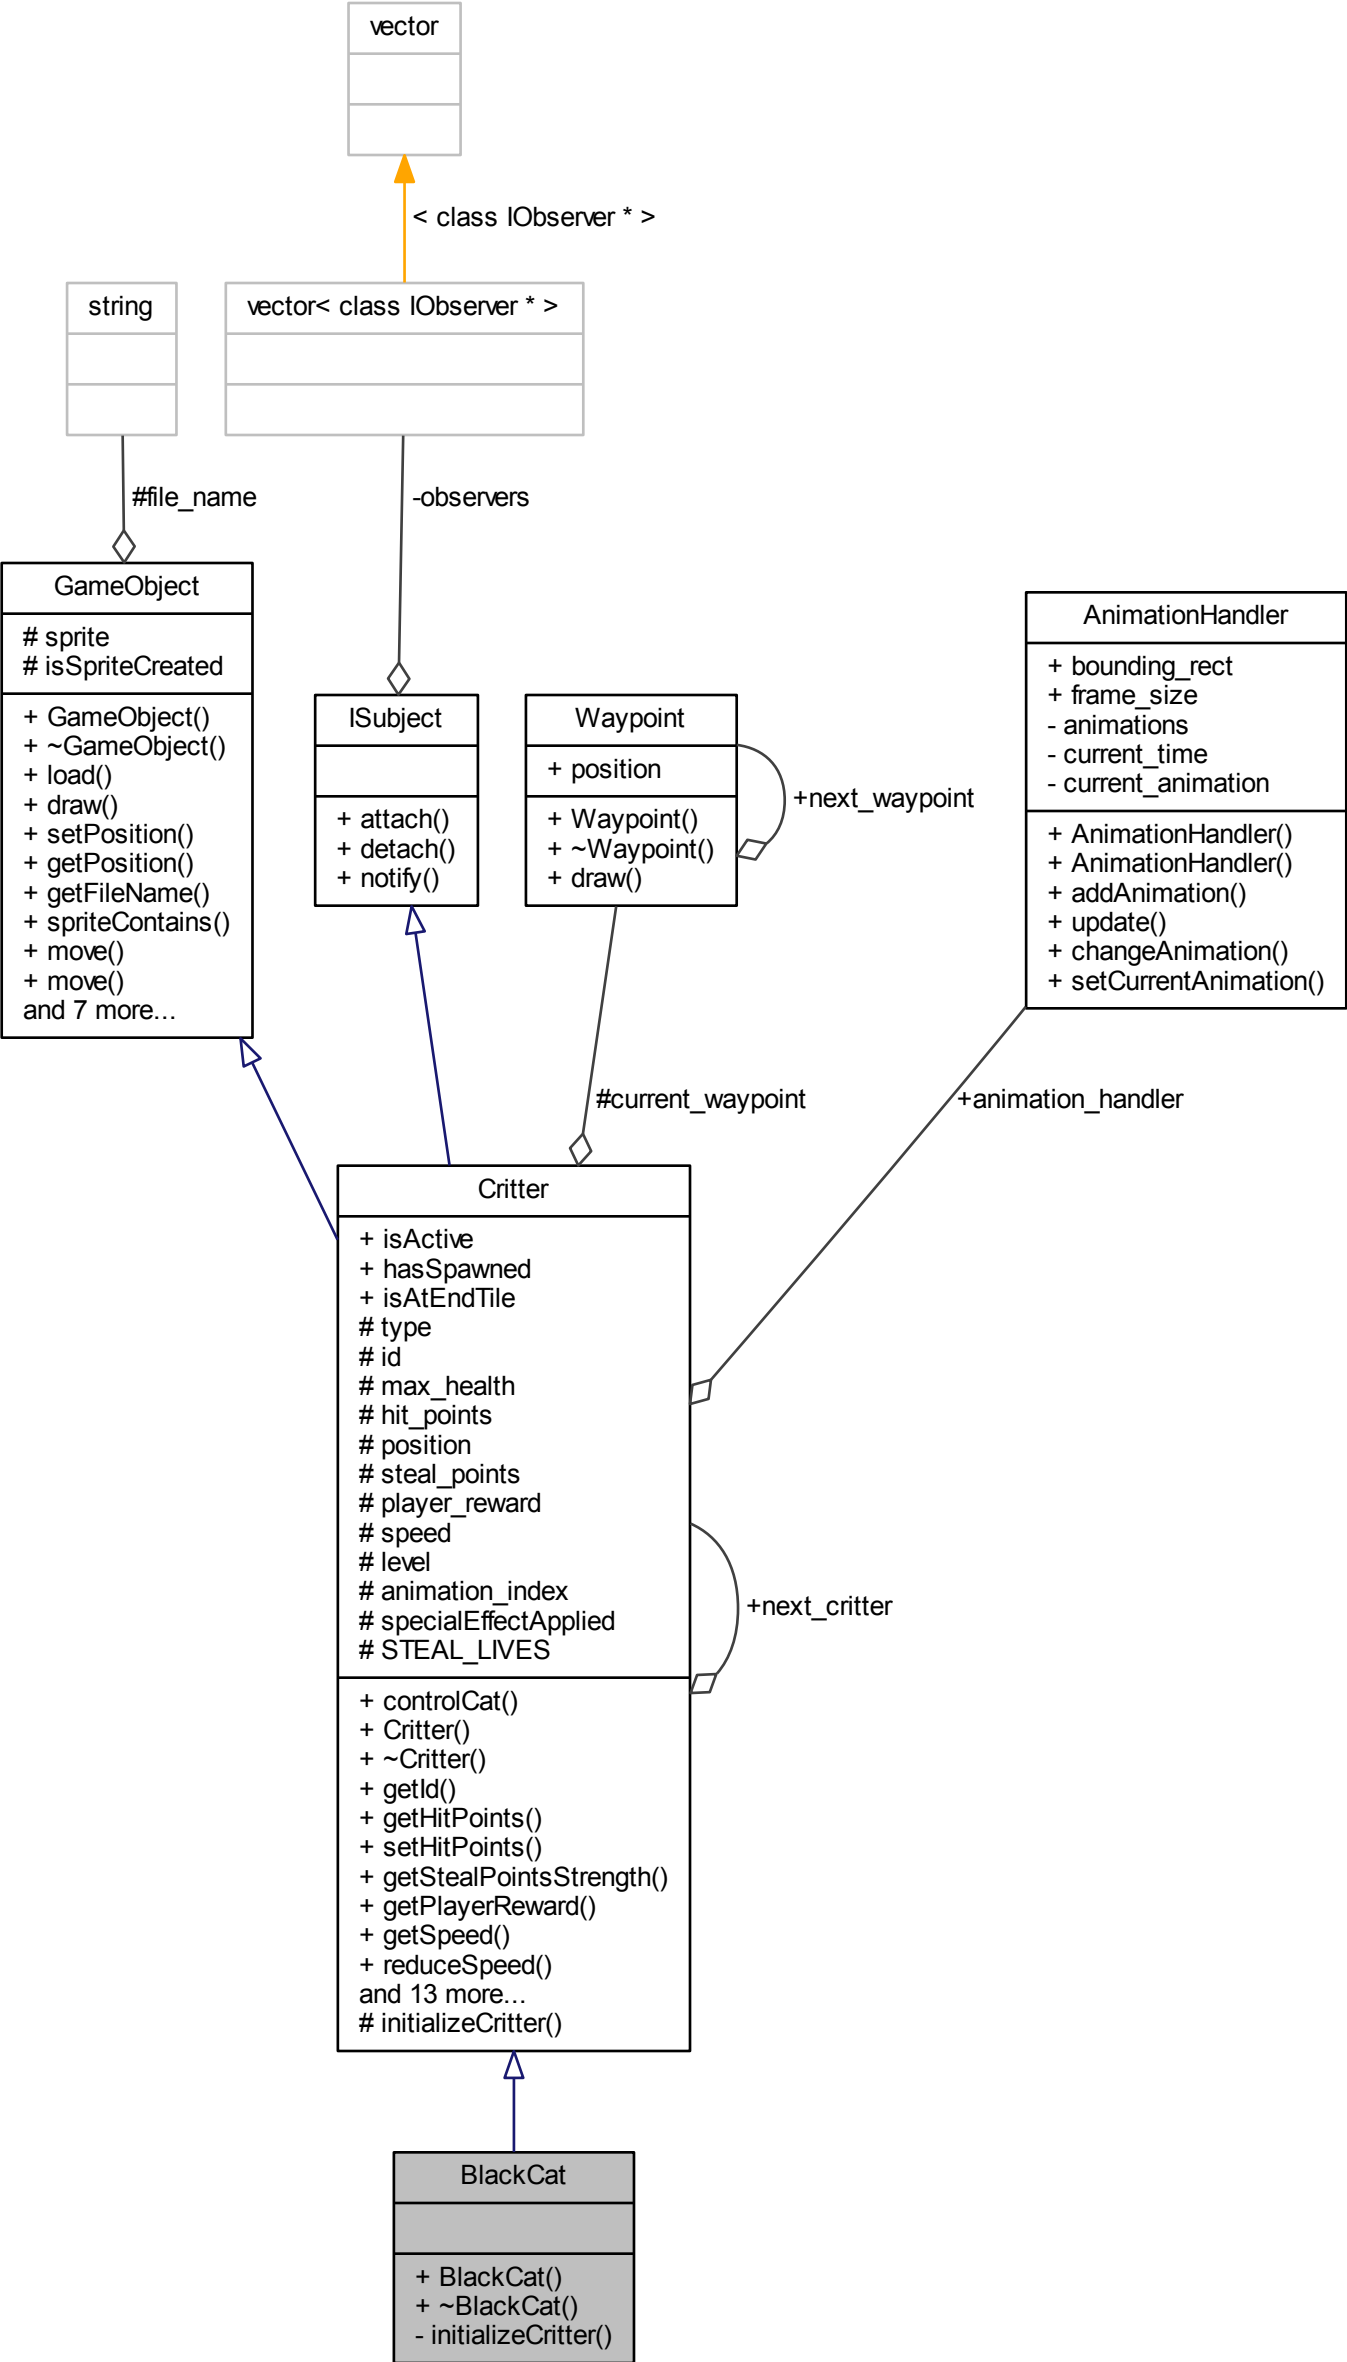 vector
< class IObserver * >
string
vector< class IObserver * >
#file_name
-observers
GameObject
# sprite
# isSpriteCreated
+ GameObject()
+ ~GameObject()
+ load()
+ draw()
+ setPosition()
+ getPosition()
+ getFileName()
+ spriteContains()
+ move()
+ move()
and 7 more...
ISubject
+ attach()
+ detach()
+ notify()
Waypoint
+ position
+ Waypoint()
+ ~Waypoint()
+ draw()
+next_waypoint
AnimationHandler
+ bounding_rect
+ frame_size
- animations
- current_time
- current_animation
+ AnimationHandler()
+ AnimationHandler()
+ addAnimation()
+ update()
+ changeAnimation()
+ setCurrentAnimation()
#current_waypoint
+animation_handler
Critter
+ isActive
+ hasSpawned
+ isAtEndTile
# type
# id
# max_health
# hit_points
# position
# steal_points
# player_reward
# speed
# level
# animation_index
# specialEffectApplied
# STEAL_LIVES
+ controlCat()
+ Critter()
+ ~Critter()
+ getId()
+ getHitPoints()
+ setHitPoints()
+ getStealPointsStrength()
+ getPlayerReward()
+ getSpeed()
+ reduceSpeed()
and 13 more...
# initializeCritter()
+next_critter
BlackCat
+ BlackCat()
+ ~BlackCat()
- initializeCritter()